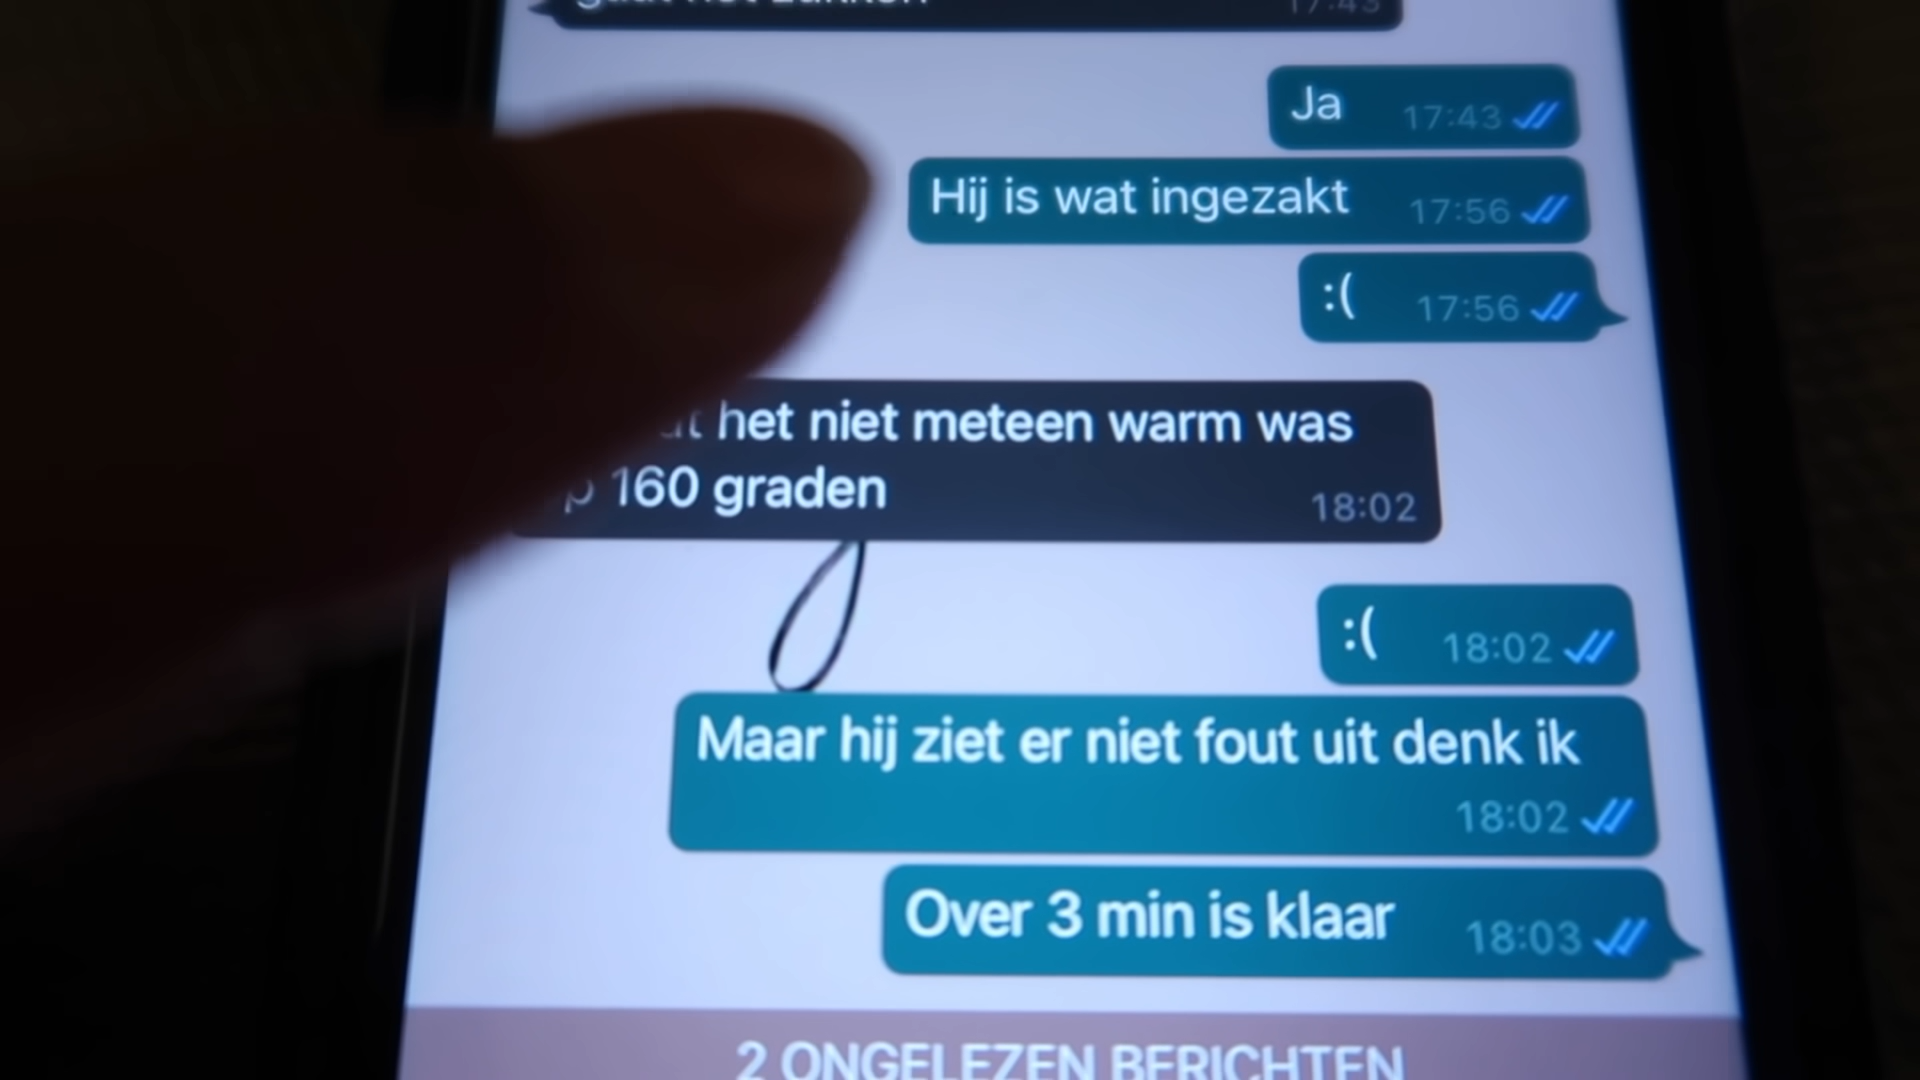 17:43
Ja 17:43
Hij is wat ingezakt 17:56
:( 17:56
het niet meteen warm was
160 graden 18:02
:( 18:02
Maar hij ziet er niet fout uit denk ik
18:02
Over 3 min is klaar 18:03
2 ONGELEZEN BERICHTEN